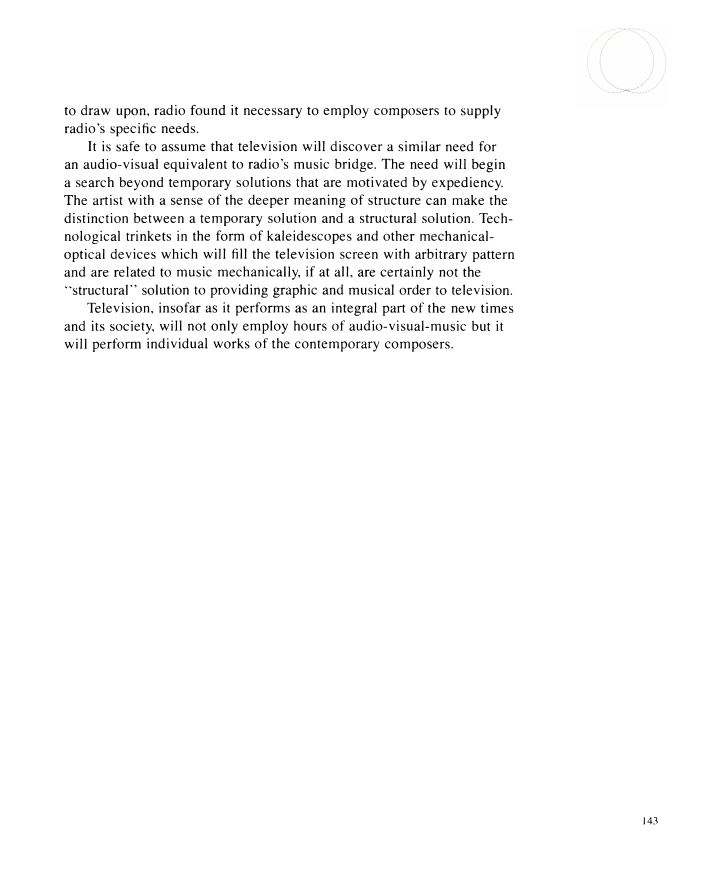 to draw upon, radio found it necessary to employ composers to supply
radio's specific needs.
It is safe to assume that television will discover a similar need for
an audio-visual equivalent to radio's music bridge. The need will begin
a search beyond temporary solutions that are motivated by expediency.
The artist with a sense of the deeper meaning of structure can make the
distinction between a temporary solution and a structural solution. Tech-
nological trinkets in the form of kaleidescopes and other mechanical-
optical devices which will fill the television screen with arbitrary pattern
and are related to music mechanically, if at all, are certainly not the
``structural'' solution to providing graphic and musical order to television.
Television, insofar as it performs as an integral part of the new times
and its society, will not only employ hours of audio-visual-music but it
will perform individual works of the contemporary composers.
143